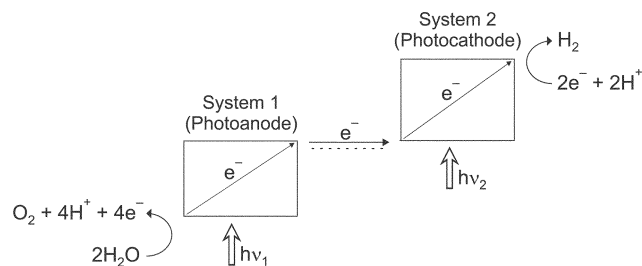 System 2
(Photocathode)
H₂
e⁻
2e⁻ + 2H⁺
System 1
(Photoanode)
e⁻
e⁻
hν₂
O₂ + 4H⁺ + 4e⁻
2H₂O
hν₁